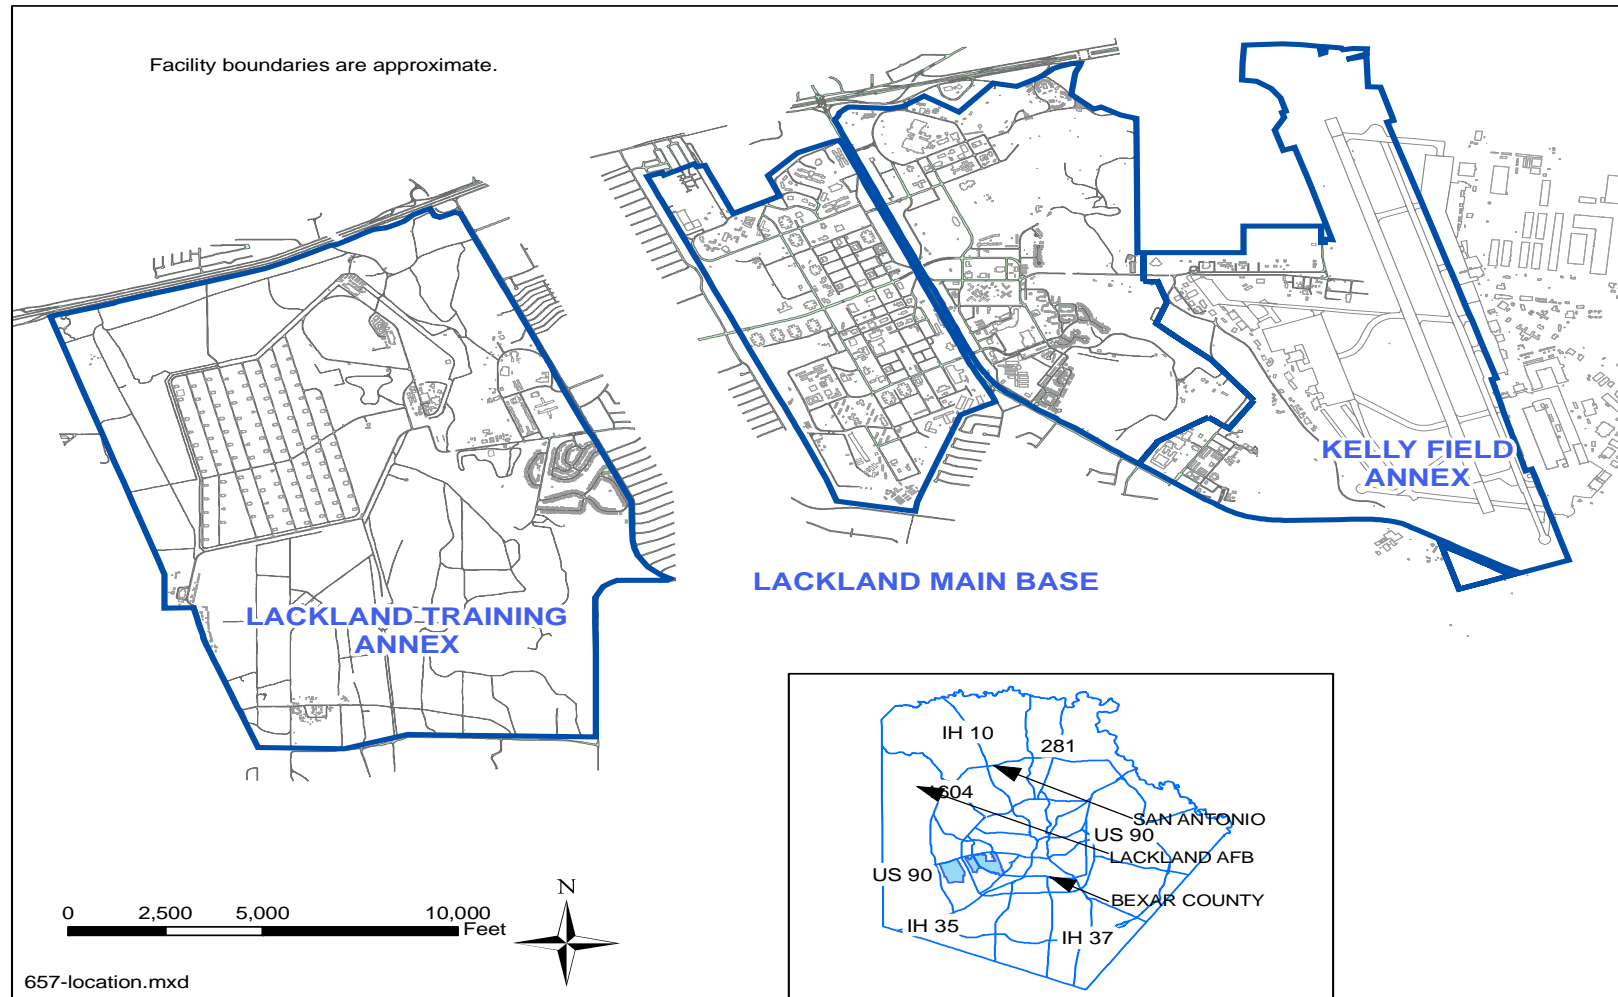 Facility boundaries are approximate.
KELLY FIELD
ANNEX
LACKLAND MAIN BASE
LACKLAND TRAINING
ANNEX
IH 10
281
1604
SAN ANTONIO
US 90
LACKLAND AFB
US 90
BEXAR COUNTY
IH 35
IH 37
N
0 2,500 5,000 10,000
Feet
657-location.mxd